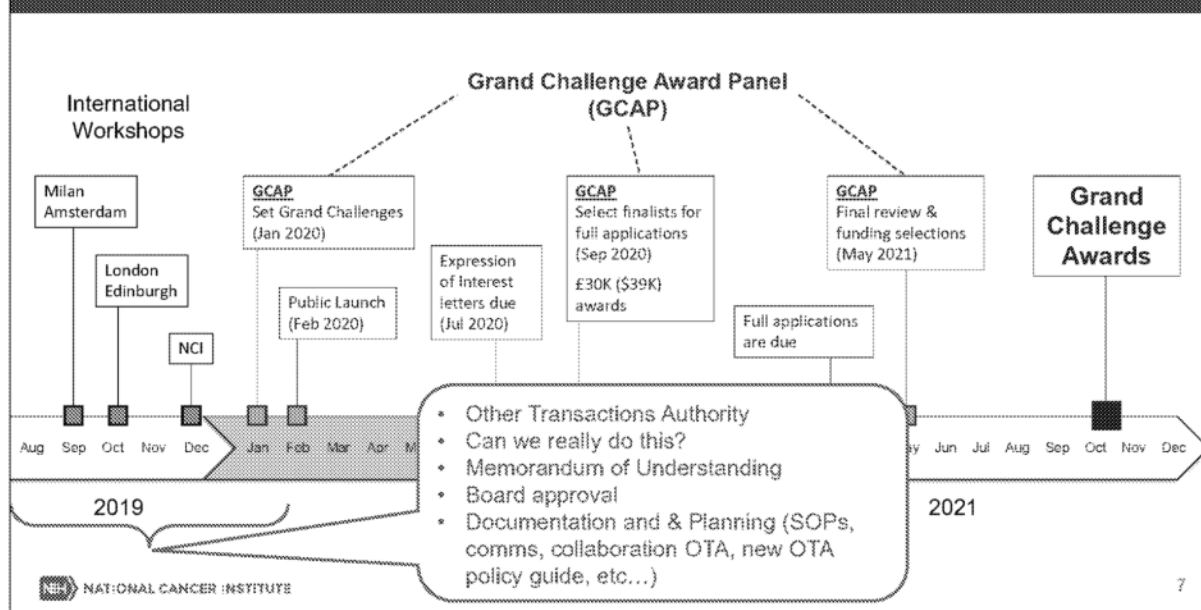 Grand Challenge Award Panel
(GCAP)
International
Workshops
Milan
Amsterdam
London
Edinburgh
NCI
GCAP
Set Grand Challenges
(Jan 2020)
Public Launch
(Feb 2020)
Expression
of Interest
letters due
(Jul 2020)
GCAP
Select finalists for
full applications
(Sep 2020)
£30K ($39K)
awards
Full applications
are due
GCAP
Final review &
funding selections
(May 2021)
Grand
Challenge
Awards
Aug Sep Oct Nov Dec Jan Feb Mar Apr M
ay Jun Jul Aug Sep Oct Nov Dec
2019
2021
• Other Transactions Authority
• Can we really do this?
• Memorandum of Understanding
• Board approval
• Documentation and & Planning (SOPs,
comms, collaboration OTA, new OTA
policy guide, etc…)
NIH NATIONAL CANCER INSTITUTE
7